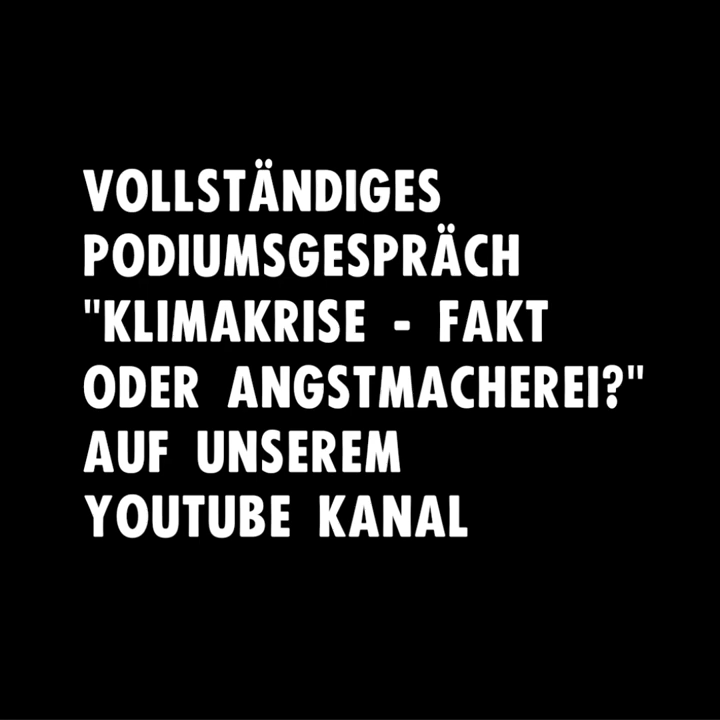 VOLLSTÄNDIGES
PODIUMSGESPRÄCH
"KLIMAKRISE - FAKT
ODER ANGSTMACHEREI?"
AUF UNSEREM
YOUTUBE KANAL